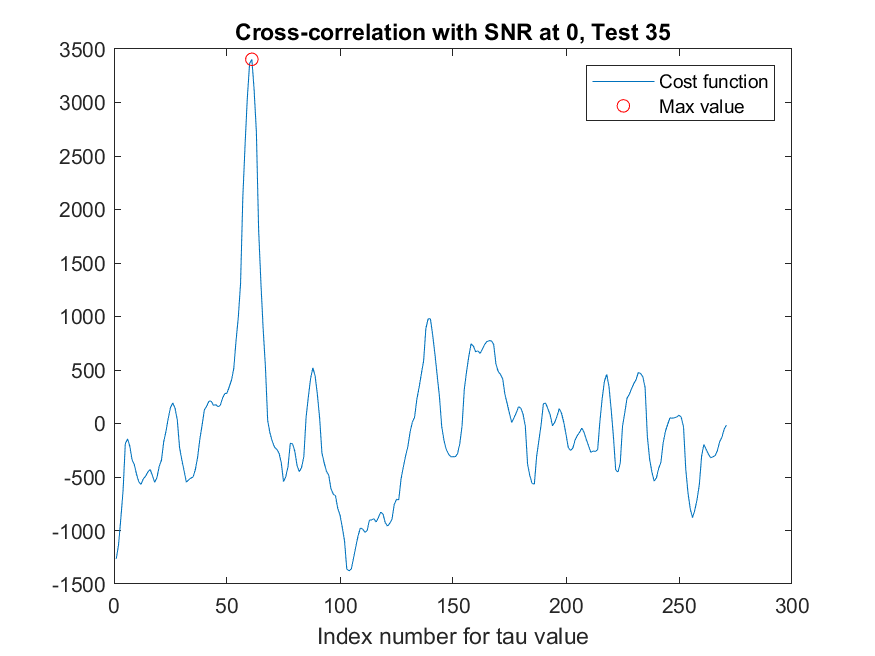 Cross-correlation with SNR at 0, Test 35
3500
3000
2500
2000
1500
1000
500
0
-500
-1000
-1500
Cost function
Max value
0 50 100 150 200 250 300
Index number for tau value